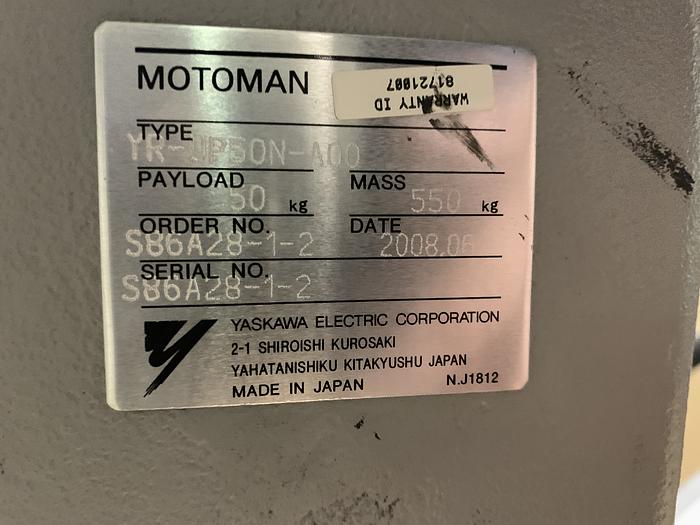 MOTOMAN
WARRANTY ID
81721007
TYPE
YR-UP50N-A00
PAYLOAD 50 kg
MASS 550 kg
ORDER NO. S86A28-1-2
DATE 2008.06
SERIAL NO.
S86A28-1-2
YASKAWA ELECTRIC CORPORATION
2-1 SHIROISHI KUROSAKI
YAHATANISHIKU KITAKYUSHU JAPAN
MADE IN JAPAN N.J1812